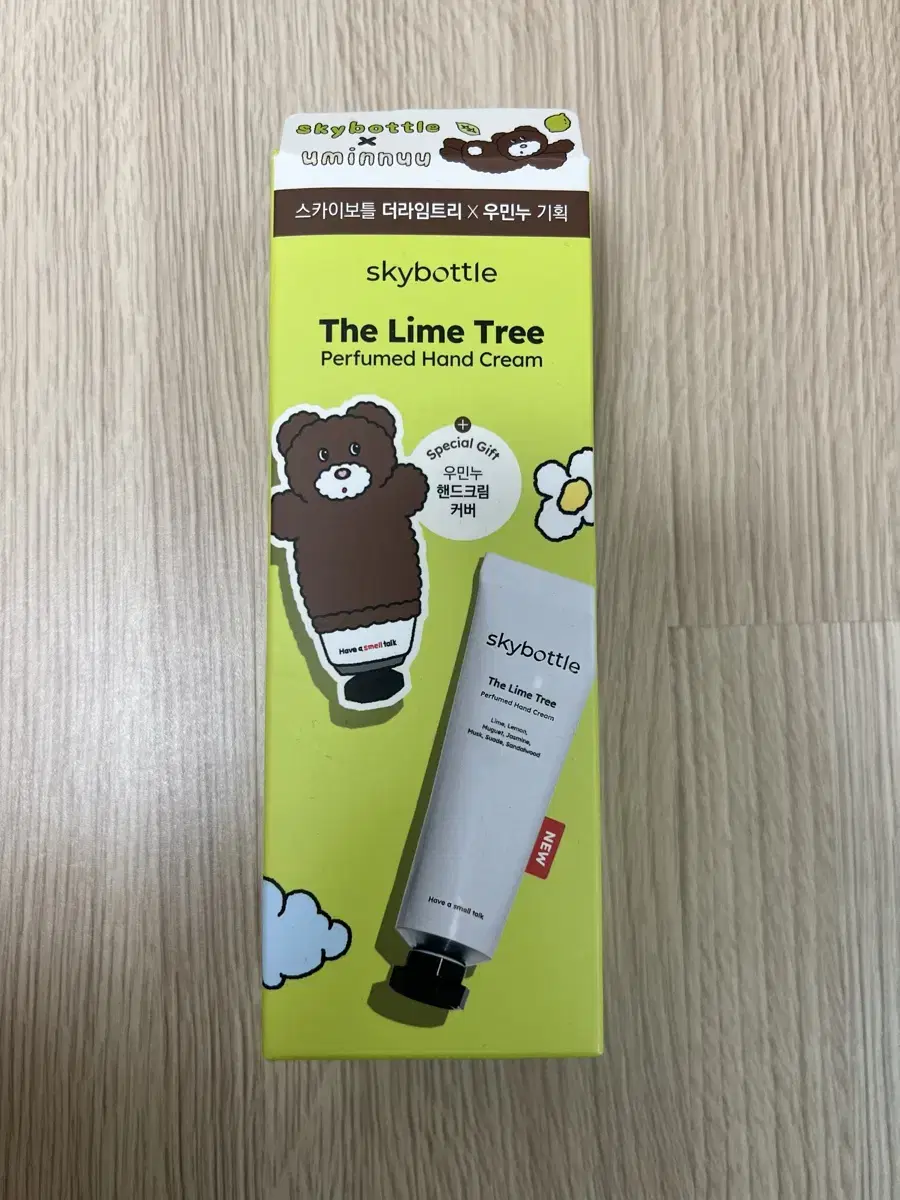 skybottle
x
uminnuu
스카이보틀 더라임트리 X 우민누 기획
skybottle
The Lime Tree
Perfumed Hand Cream
+
Special Gift
우민누
핸드크림
커버
Have a smell talk
skybottle
The Lime Tree
Perfumed Hand Cream
Lime, Lemon,
Muguet, Jasmine,
Musk, Suede, Sandalwood
NEW
Have a smell talk